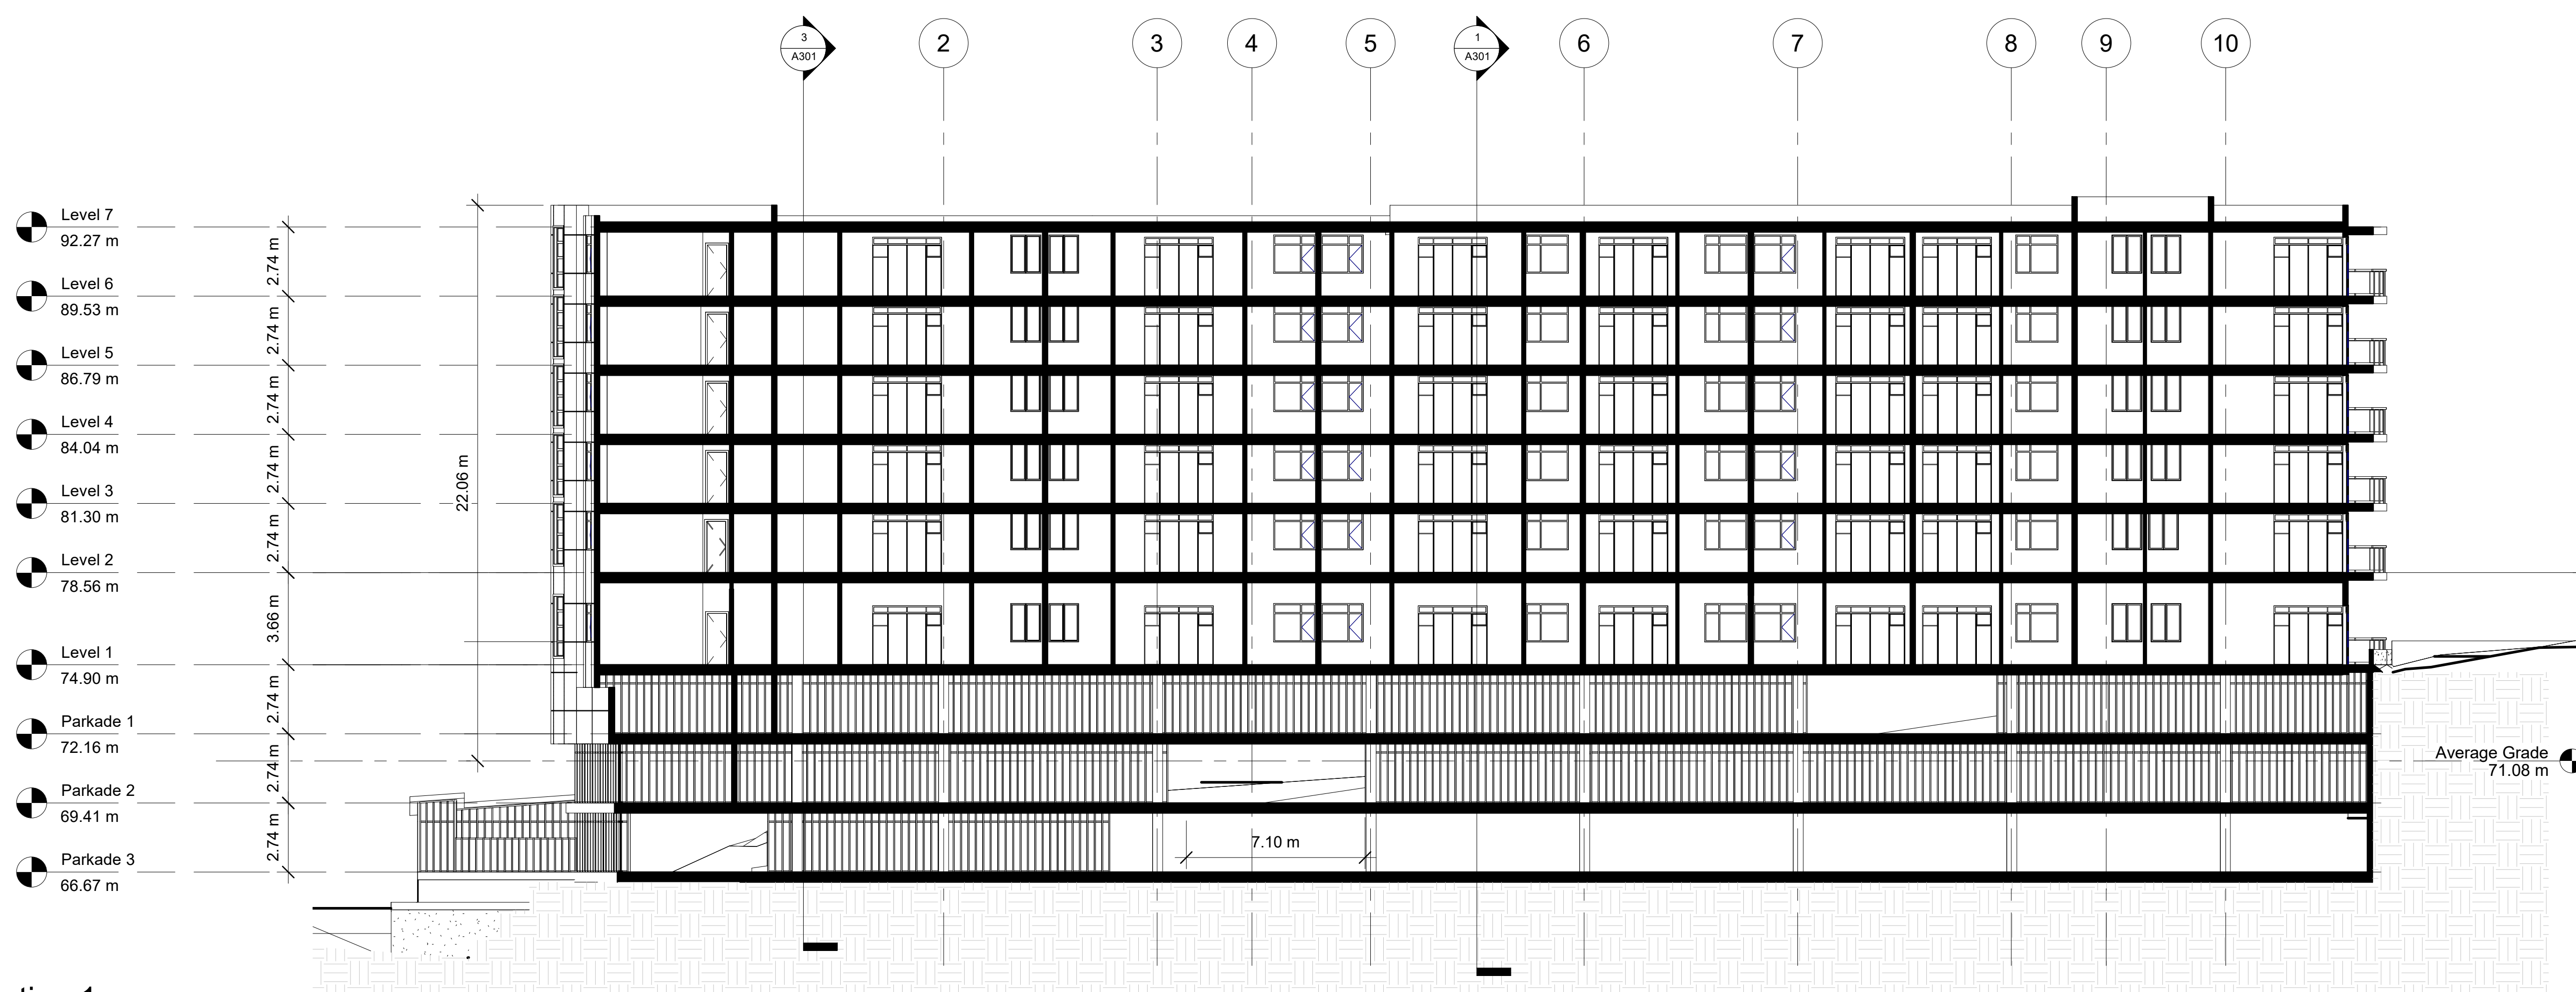 3
A301
2
3
4
5
1
A301
6
7
8
9
10
Level 7
92.27 m
2.74 m
Level 6
89.53 m
2.74 m
Level 5
86.79 m
2.74 m
Level 4
84.04 m
2.74 m
Level 3
81.30 m
2.74 m
Level 2
78.56 m
3.66 m
Level 1
74.90 m
2.74 m
Parkade 1
72.16 m
2.74 m
Parkade 2
69.41 m
2.74 m
Parkade 3
66.67 m
22.06 m
7.10 m
Average Grade
71.08 m